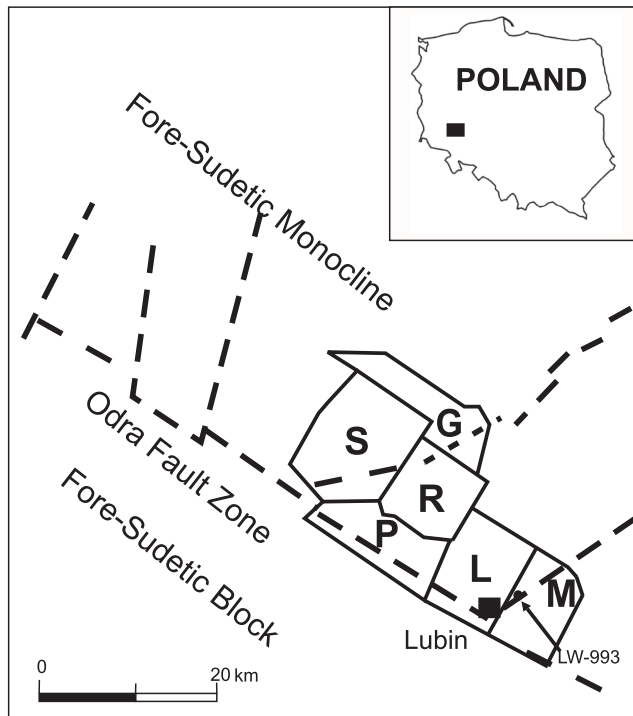 POLAND
Fore-Sudetic Monocline
G
S
Odra Fault Zone
R
Fore-Sudetic Block
P
L
M
Lubin
LW-993
0
20 km